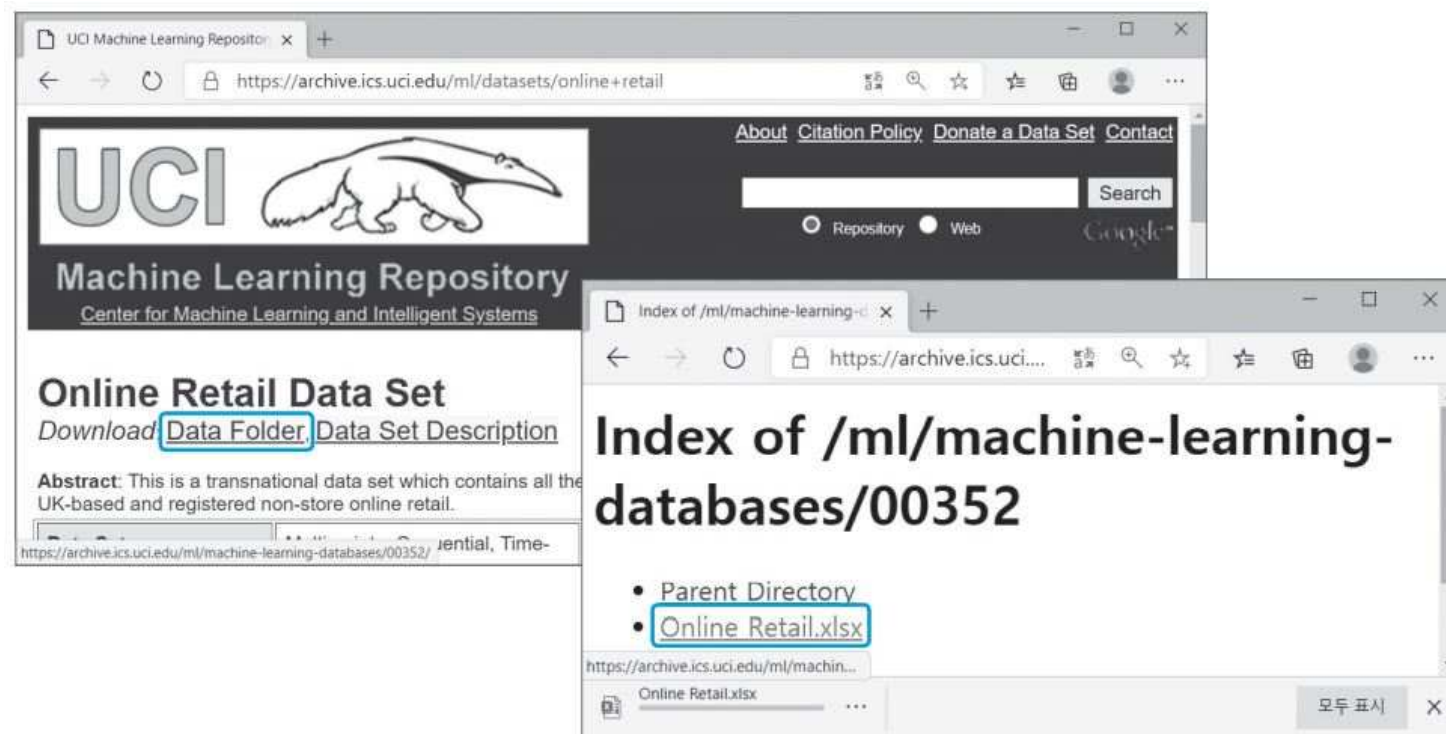 UCI Machine Learning Repositor
https://archive.ics.uci.edu/ml/datasets/online+retail
About Citation Policy Donate a Data Set Contact
UCI
Search
Repository Web
Google™
Machine Learning Repository
Center for Machine Learning and Intelligent Systems
Online Retail Data Set
Download: Data Folder, Data Set Description
Abstract: This is a transnational data set which contains all the
UK-based and registered non-store online retail.
https://archive.ics.uci.edu/ml/machine-learning-databases/00352/
Time-
Index of /ml/machine-learning-d
https://archive.ics.uci....
Index of /ml/machine-learning-
databases/00352
Parent Directory
Online Retail.xlsx
https://archive.ics.uci.edu/ml/machin...
Online Retail.xlsx
모두 표시